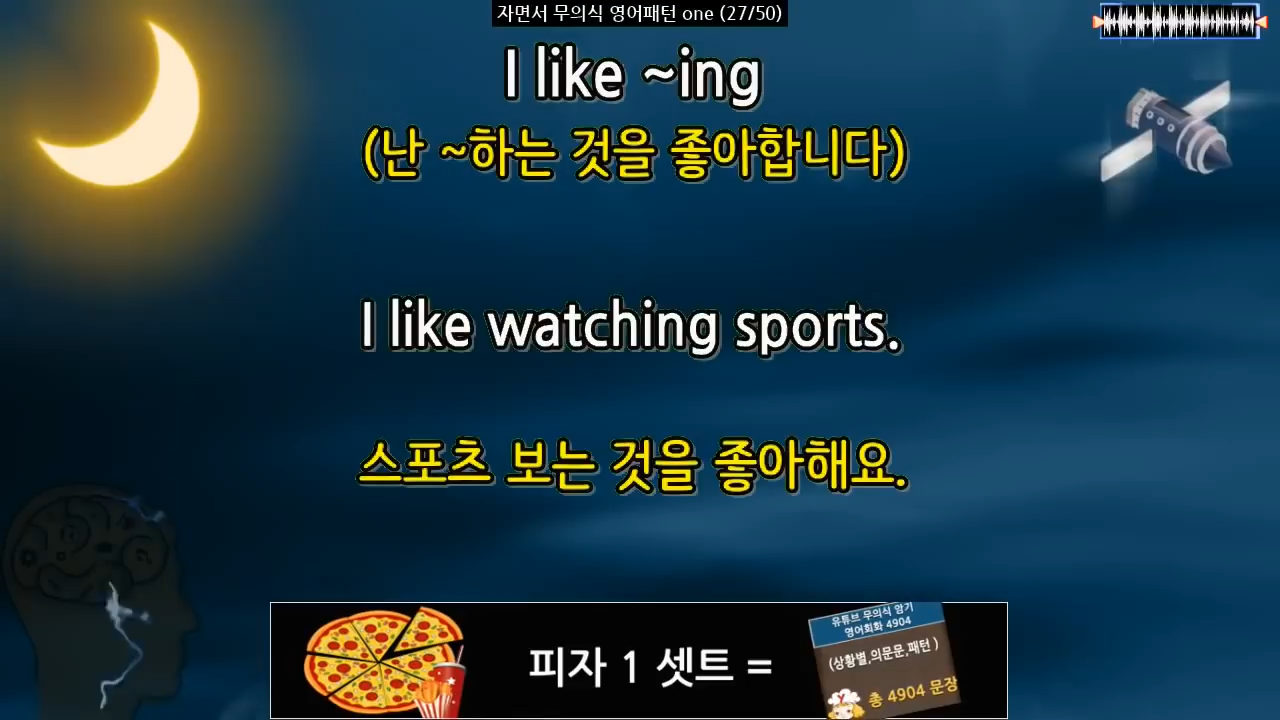 자면서 무의식 영어패턴 one (27/50)
I like ~ing
(난 ~하는 것을 좋아합니다)
I like watching sports.
스포츠 보는 것을 좋아해요.
피자 1 셋트 =
유튜브 무의식 암기
영어회화 4904
(상황별,의문문,패턴 )
총 4904 문장